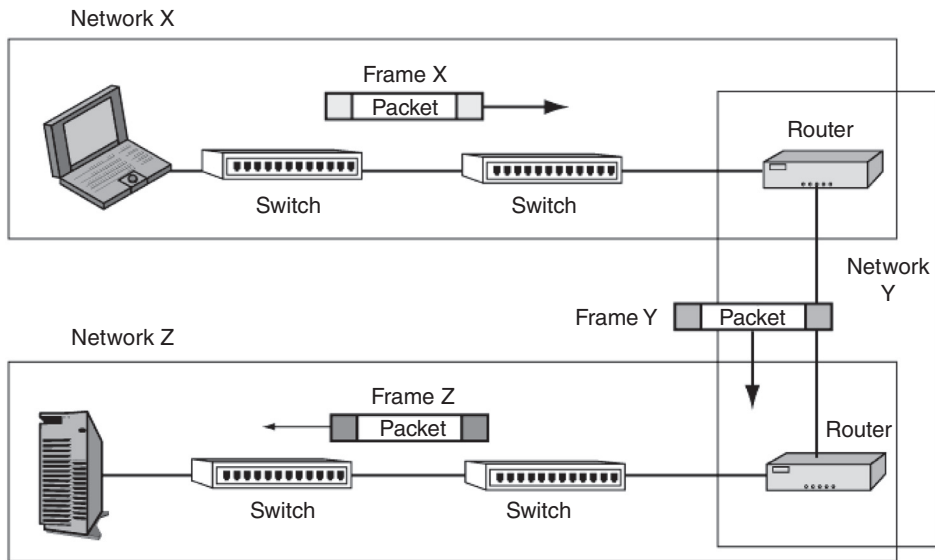 Network X
Frame X
Packet
Router
Switch
Switch
Network
Y
Frame Y
Packet
Network Z
Frame Z
Packet
Router
Switch
Switch